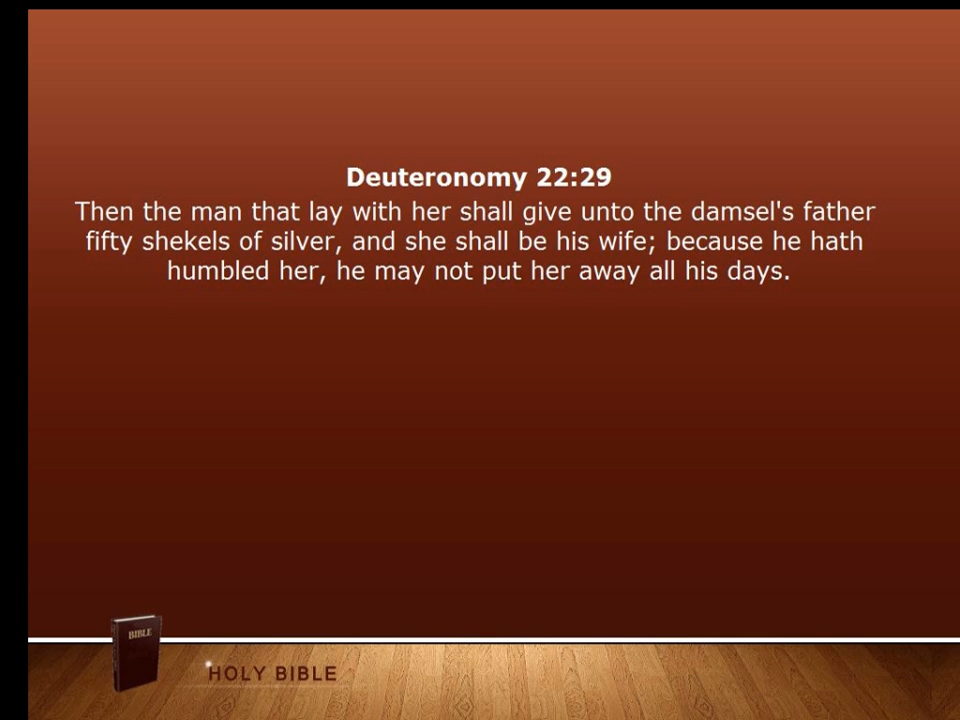 Deuteronomy 22:29
Then the man that lay with her shall give unto the damsel's father
fifty shekels of silver, and she shall be his wife; because he hath
humbled her, he may not put her away all his days.
BIBLE
HOLY BIBLE